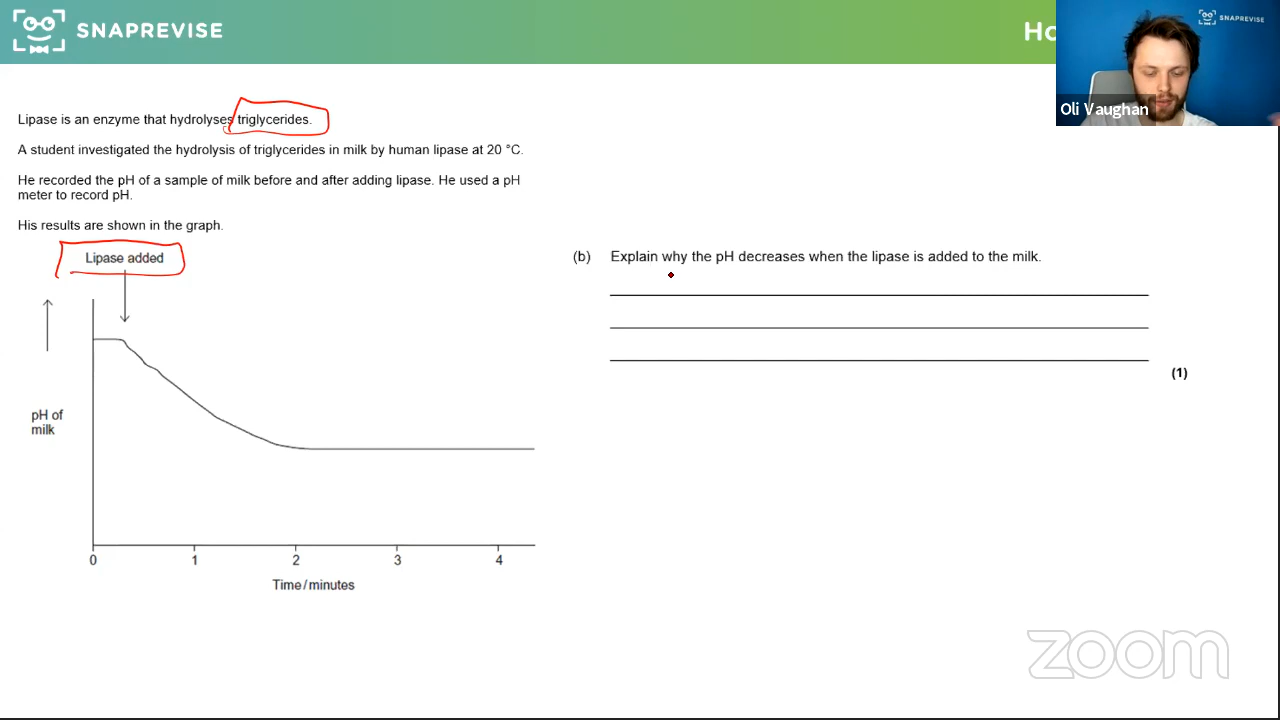 SNAPREVISE
Ho
SNAPREVISE
Oli Vaughan
Lipase is an enzyme that hydrolyses triglycerides.
A student investigated the hydrolysis of triglycerides in milk by human lipase at 20 °C.
He recorded the pH of a sample of milk before and after adding lipase. He used a pH
meter to record pH.
His results are shown in the graph.
Lipase added
pH of
milk
0 1 2 3 4
Time/minutes
(b) Explain why the pH decreases when the lipase is added to the milk.
(1)
zoom